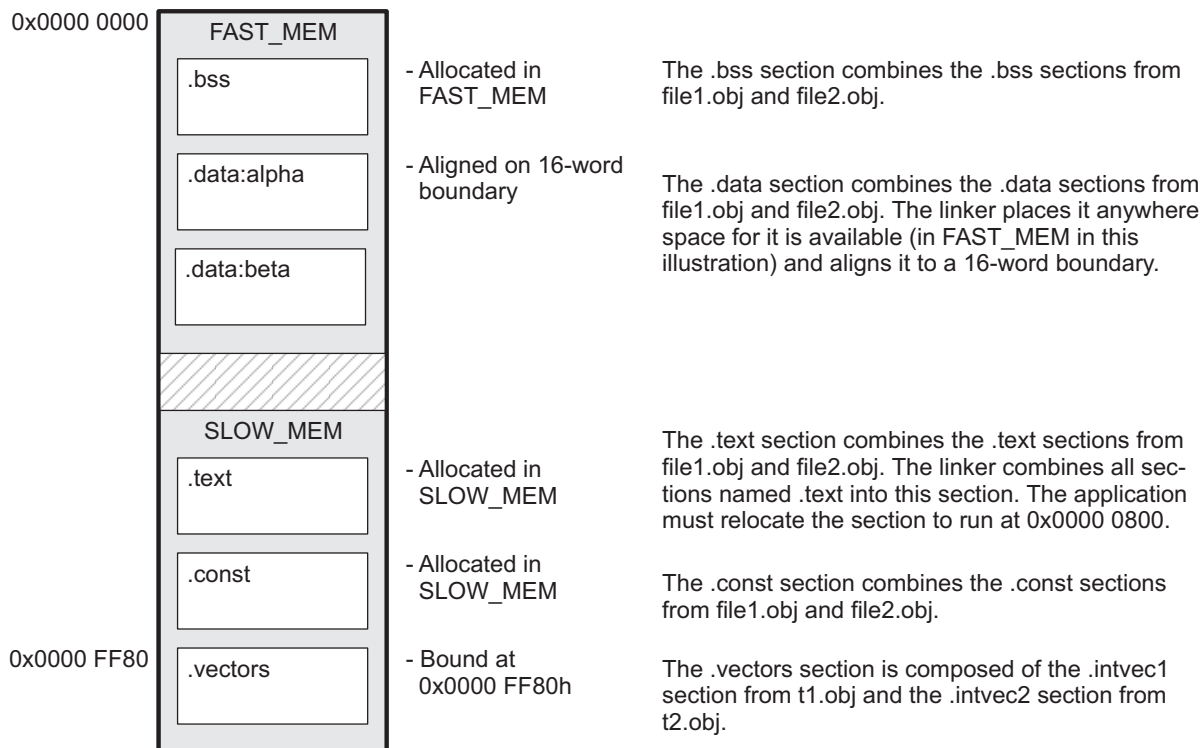 0x0000 0000
FAST_MEM
.bss
- Allocated in
FAST_MEM
The .bss section combines the .bss sections from
file1.obj and file2.obj.
.data:alpha
- Aligned on 16-word
boundary
The .data section combines the .data sections from
file1.obj and file2.obj. The linker places it anywhere
space for it is available (in FAST_MEM in this
illustration) and aligns it to a 16-word boundary.
.data:beta
SLOW_MEM
.text
- Allocated in
SLOW_MEM
The .text section combines the .text sections from
file1.obj and file2.obj. The linker combines all sec-
tions named .text into this section. The application
must relocate the section to run at 0x0000 0800.
.const
- Allocated in
SLOW_MEM
The .const section combines the .const sections
from file1.obj and file2.obj.
0x0000 FF80
.vectors
- Bound at
0x0000 FF80h
The .vectors section is composed of the .intvec1
section from t1.obj and the .intvec2 section from
t2.obj.